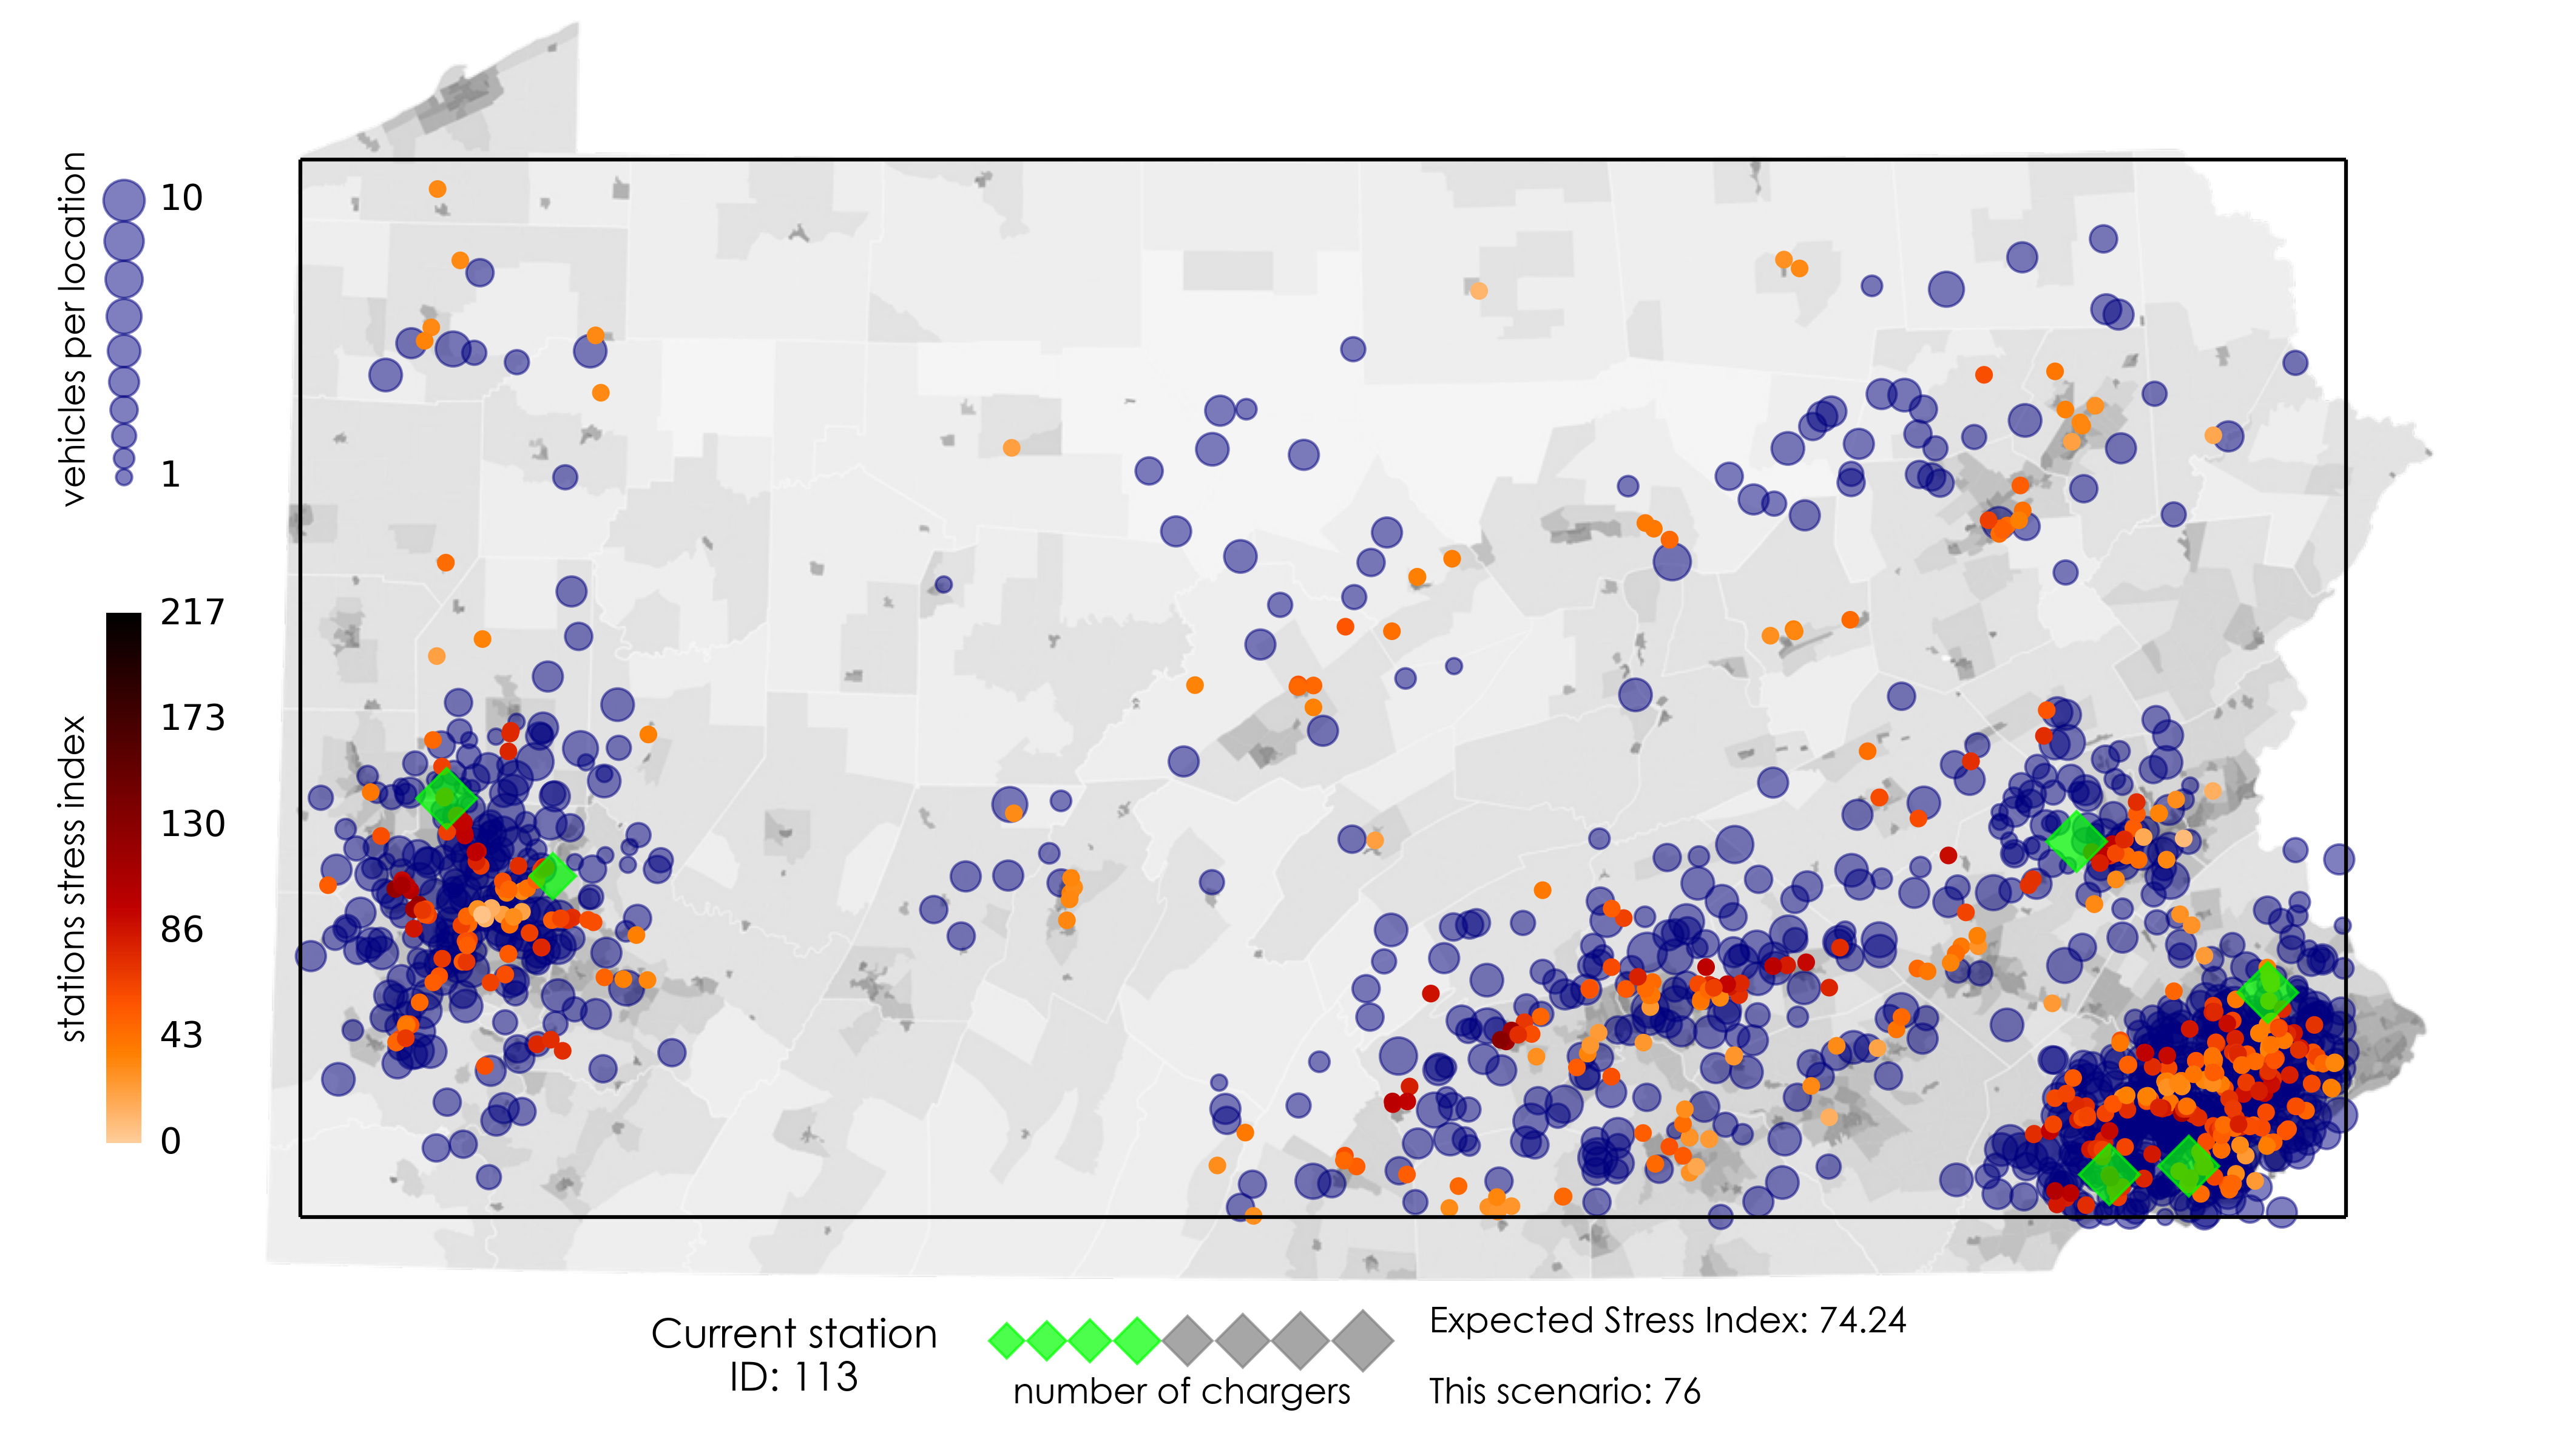 vehicles per location
10
1
stations stress index
217
173
130
86
43
0
Current station
ID: 113
number of chargers
Expected Stress Index: 74.24
This scenario: 76